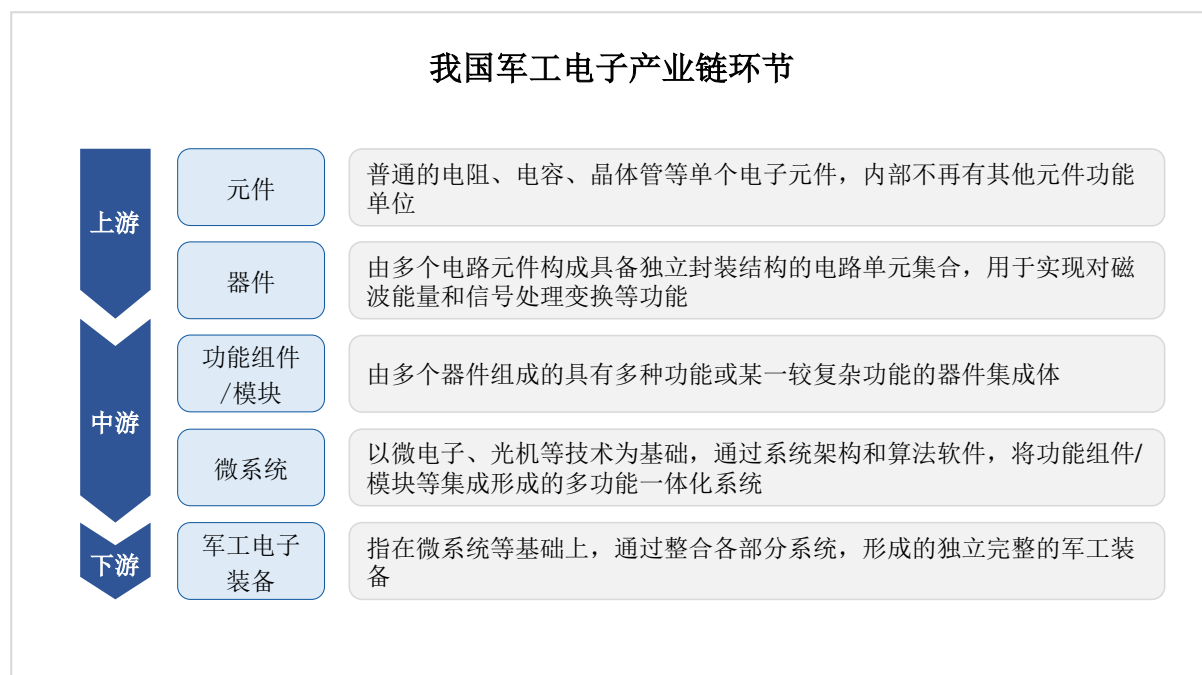 我国军工电子产业链环节
上游
元件
普通的电阻、电容、晶体管等单个电子元件，内部不再有其他元件功能
单位
器件
由多个电路元件构成具备独立封装结构的电路单元集合，用于实现对磁
波能量和信号处理变换等功能
中游
功能组件
/模块
由多个器件组成的具有多种功能或某一较复杂功能的器件集成体
微系统
以微电子、光机等技术为基础，通过系统架构和算法软件，将功能组件/
模块等集成形成的多功能一体化系统
下游
军工电子
装备
指在微系统等基础上，通过整合各部分系统，形成的独立完整的军工装
备